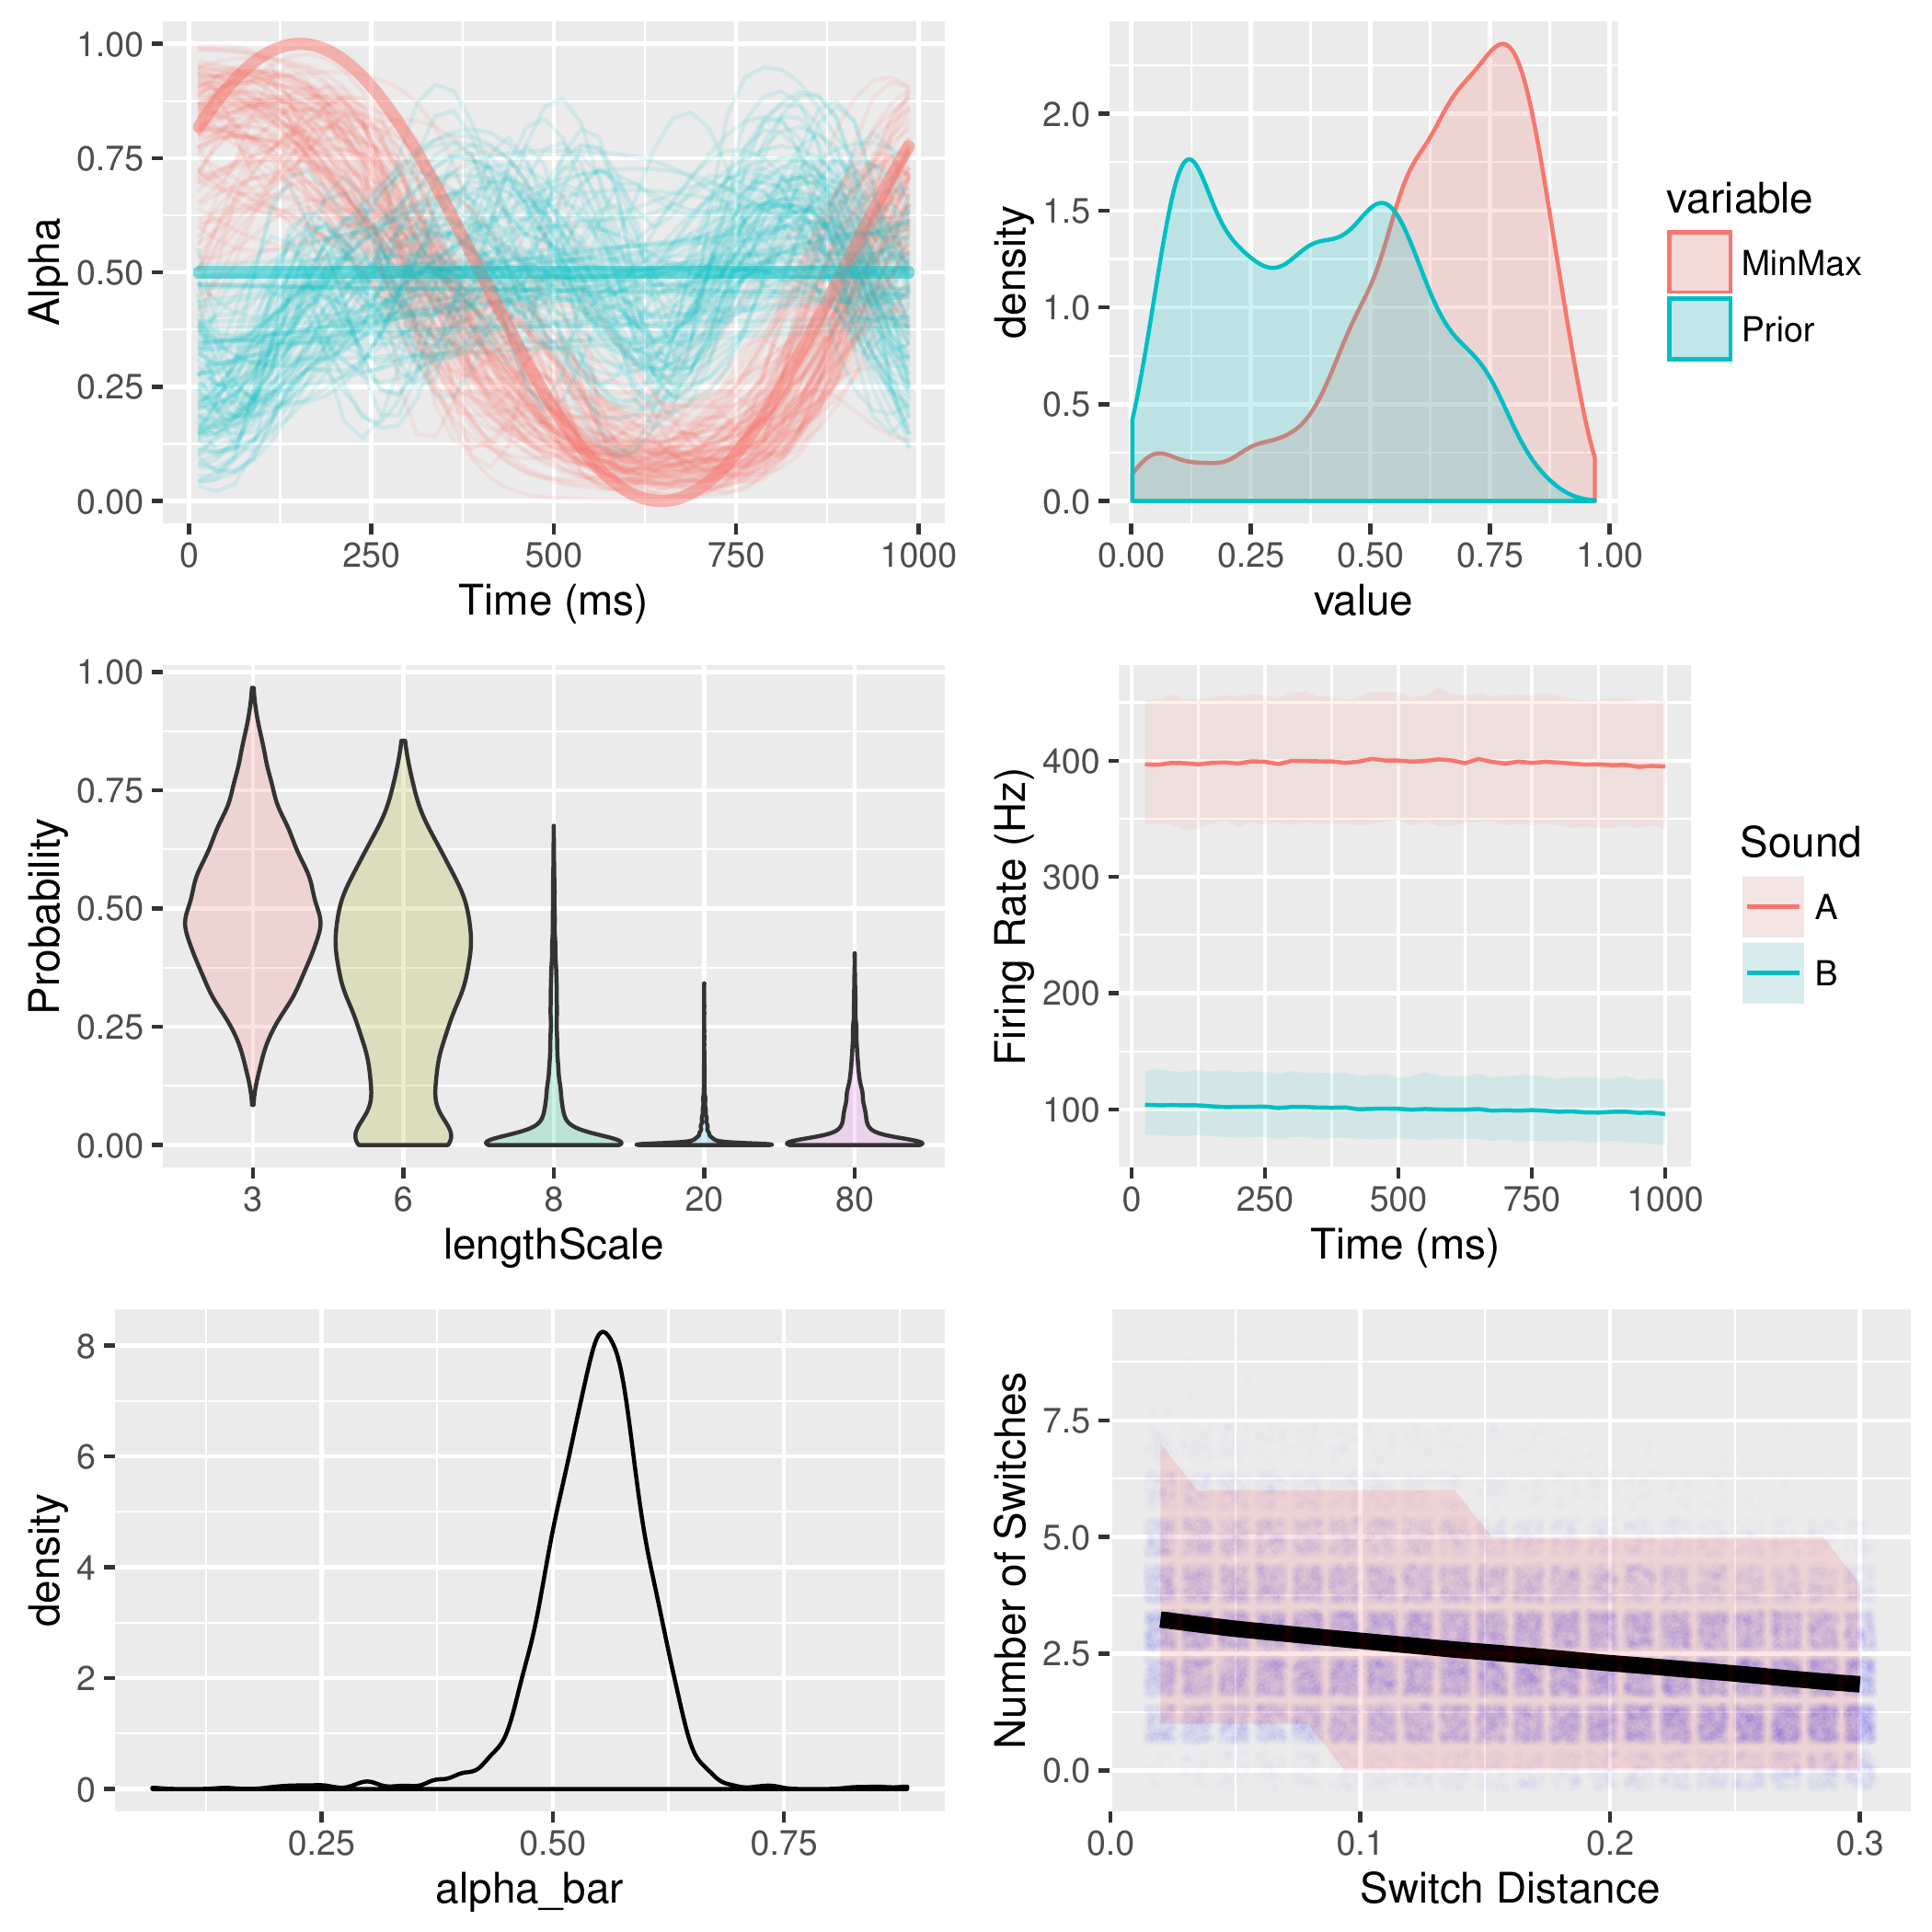 1.00
0.75
0.50
0.25
0.00
Alpha
0 250 500 750 1000
Time (ms)
2.0
1.5
1.0
0.5
0.0
density
0.00 0.25 0.50 0.75 1.00
value
variable
MinMax
Prior
1.00
0.75
0.50
0.25
0.00
Probability
3 6 8 20 80
lengthScale
400
300
200
100
Firing Rate (Hz)
0 250 500 750 1000
Time (ms)
Sound
A
B
8
6
4
2
0
density
0.25 0.50 0.75
alpha_bar
7.5
5.0
2.5
0.0
Number of Switches
0.0 0.1 0.2 0.3
Switch Distance